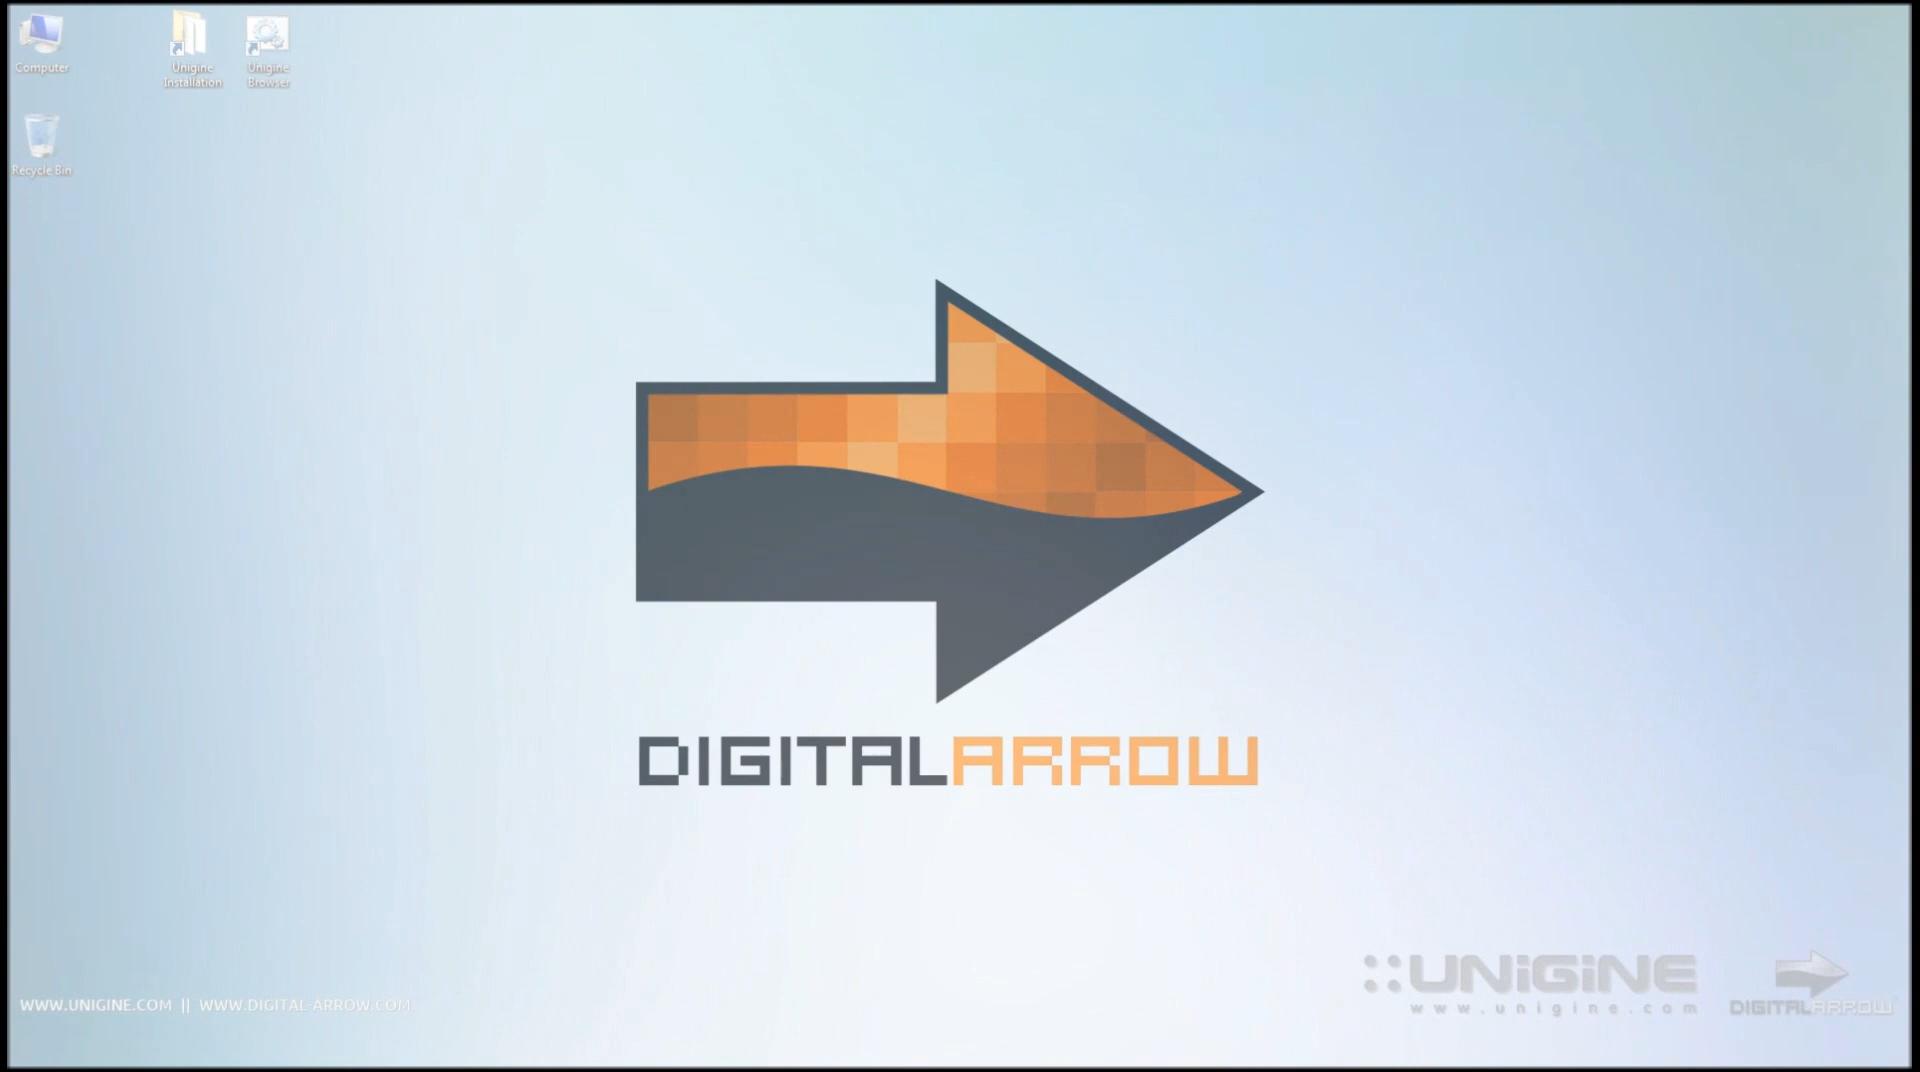 Computer
Unigine
Installation
Unigine
Browser
Recycle Bin
DIGITALARROW
WWW.UNIGINE.COM || WWW.DIGITAL-ARROW.COM
::UNiGiNE
www.unigine.com
DIGITALARROW